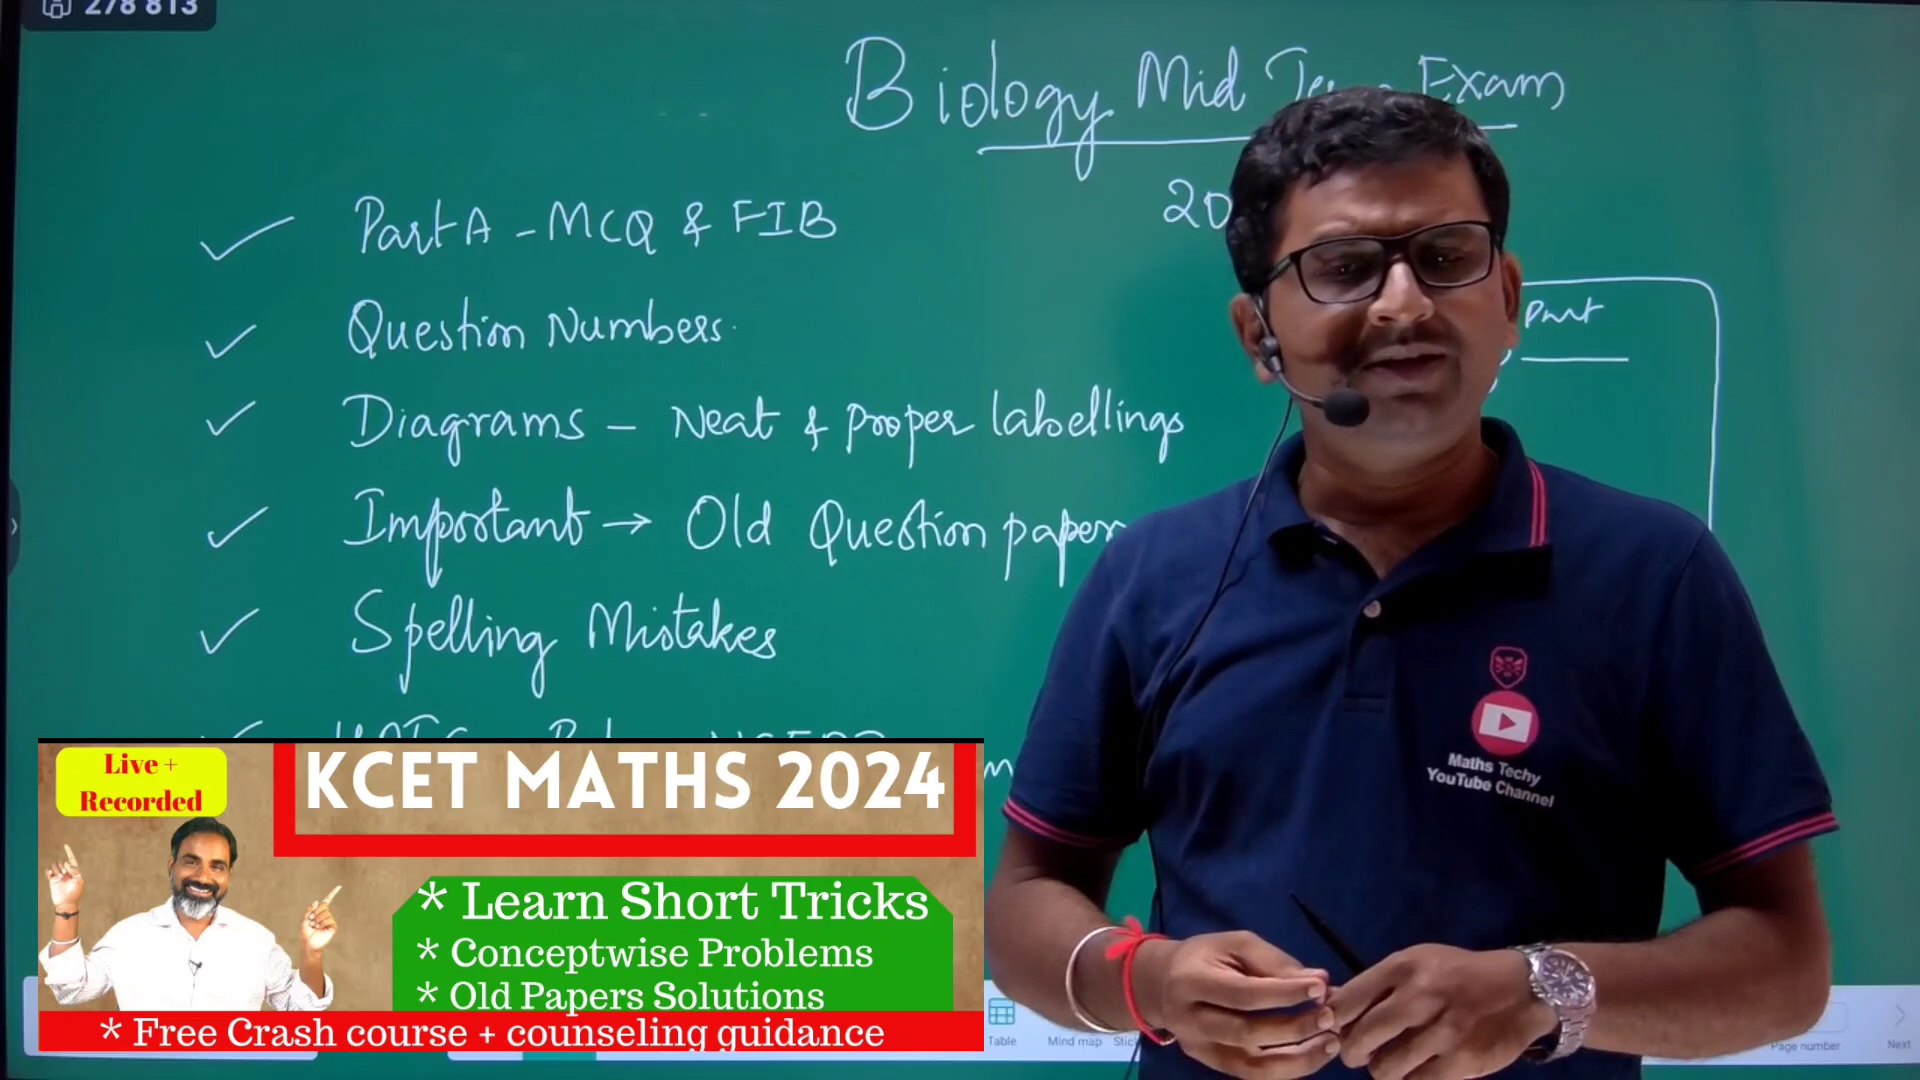 278 813
Biology Mid Exam
20
Part A - MCQ & FIB
Question Numbers
Part
Diagrams - Neat & proper labellings
Important → Old Question paper
Spelling Mistakes
Live +
Recorded
KCET MATHS 2024
* Learn Short Tricks
* Conceptwise Problems
* Old Papers Solutions
* Free Crash course + counseling guidance
Maths Techy
YouTube Channel
Table
Mind map
Page number
Next